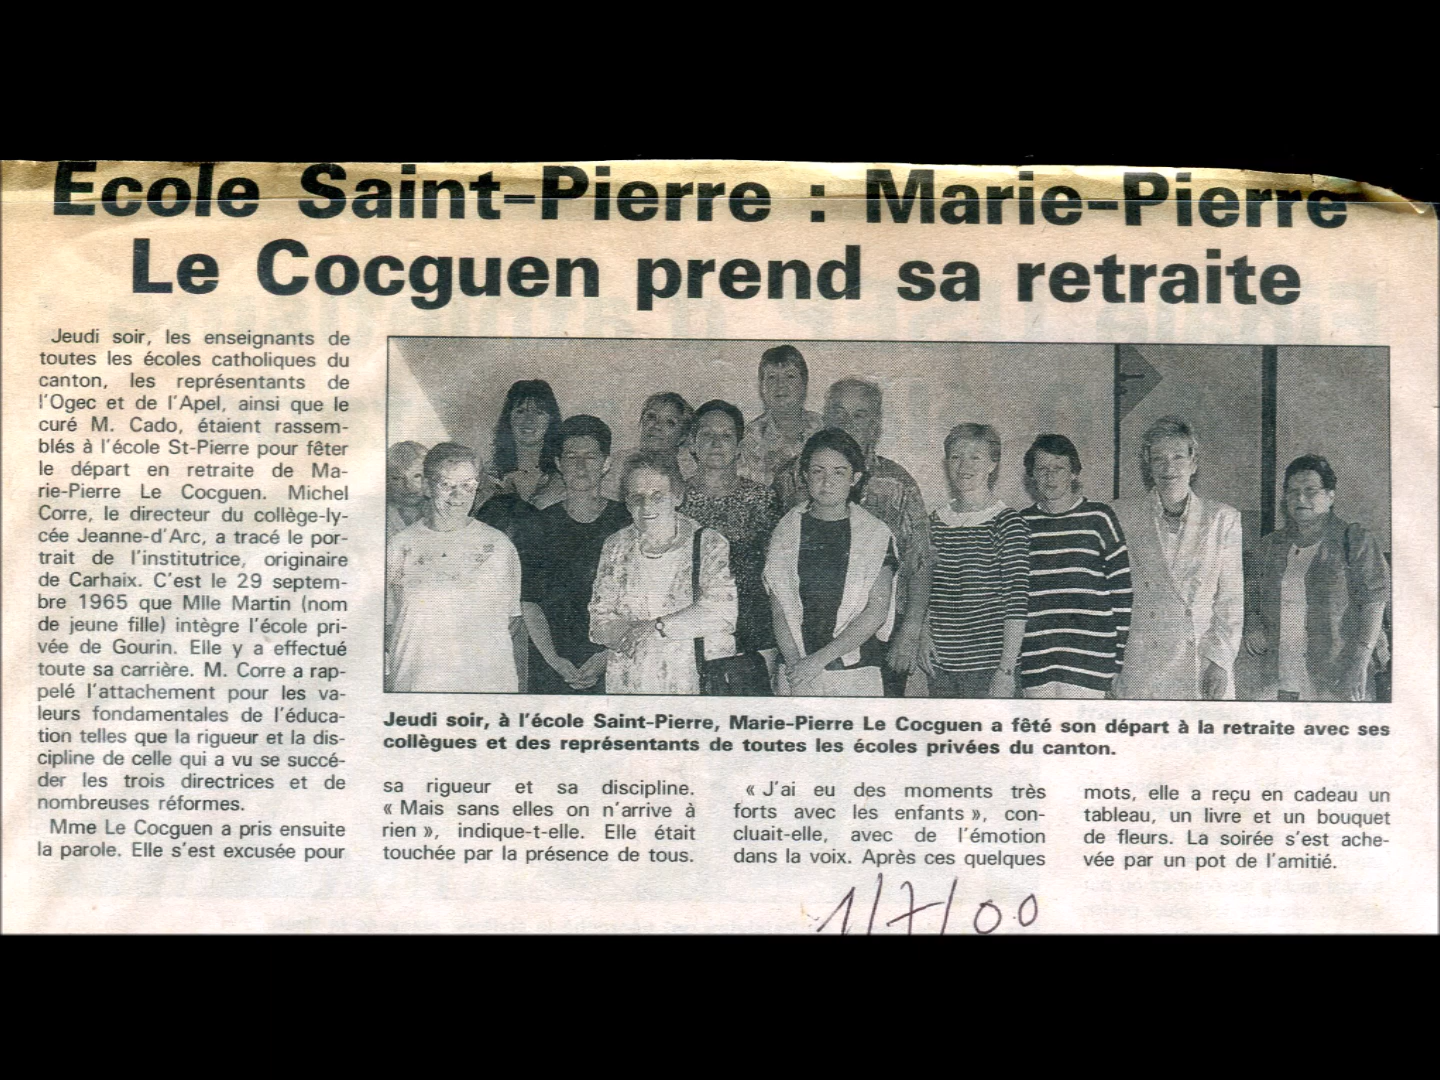 Ecole Saint-Pierre : Marie-Pierre
Le Cocguen prend sa retraite
Jeudi soir, les enseignants de
toutes les écoles catholiques du
canton, les représentants de
l'Ogec et de l'Apel, ainsi que le
curé M. Cado, étaient rassem-
blés à l'école St-Pierre pour fêter
le départ en retraite de Ma-
rie-Pierre Le Cocguen. Michel
Corre, le directeur du collège-ly-
cée Jeanne-d'Arc, a tracé le por-
trait de l'institutrice, originaire
de Carhaix. C'est le 29 septem-
bre 1965 que Mlle Martin (nom
de jeune fille) intègre l'école pri-
vée de Gourin. Elle y a effectué
toute sa carrière. M. Corre a rap-
pelé l'attachement pour les va-
leurs fondamentales de l'éduca-
tion telles que la rigueur et la dis-
cipline de celle qui a vu se succé-
der les trois directrices et de
nombreuses réformes.
Mme Le Cocguen a pris ensuite
la parole. Elle s'est excusée pour
Jeudi soir, à l'école Saint-Pierre, Marie-Pierre Le Cocguen a fêté son départ à la retraite avec ses
collègues et des représentants de toutes les écoles privées du canton.
sa rigueur et sa discipline.
« Mais sans elles on n'arrive à
rien », indique-t-elle. Elle était
touchée par la présence de tous.
« J'ai eu des moments très
forts avec les enfants », con-
cluait-elle, avec de l'émotion
dans la voix. Après ces quelques
mots, elle a reçu en cadeau un
tableau, un livre et un bouquet
de fleurs. La soirée s'est ache-
vée par un pot de l'amitié.
1/7/00